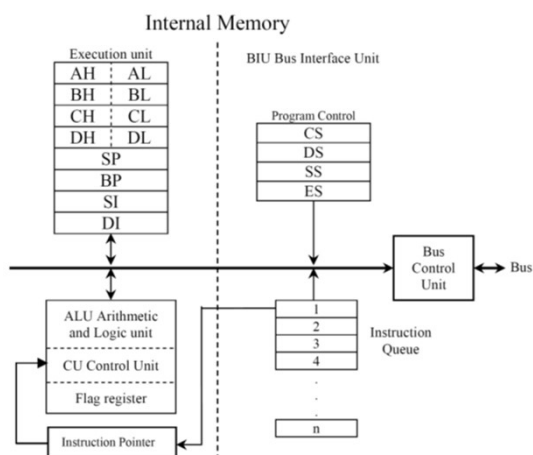 Internal Memory
Execution unit
AH AL
BH BL
CH CL
DH DL
SP
BP
SI
DI
BIU Bus Interface Unit
Program Control
CS
DS
SS
ES
Bus
Control
Unit
Bus
ALU Arithmetic
and Logic unit
CU Control Unit
Flag register
Instruction Pointer
1
2
3
4
.
.
.
n
Instruction
Queue